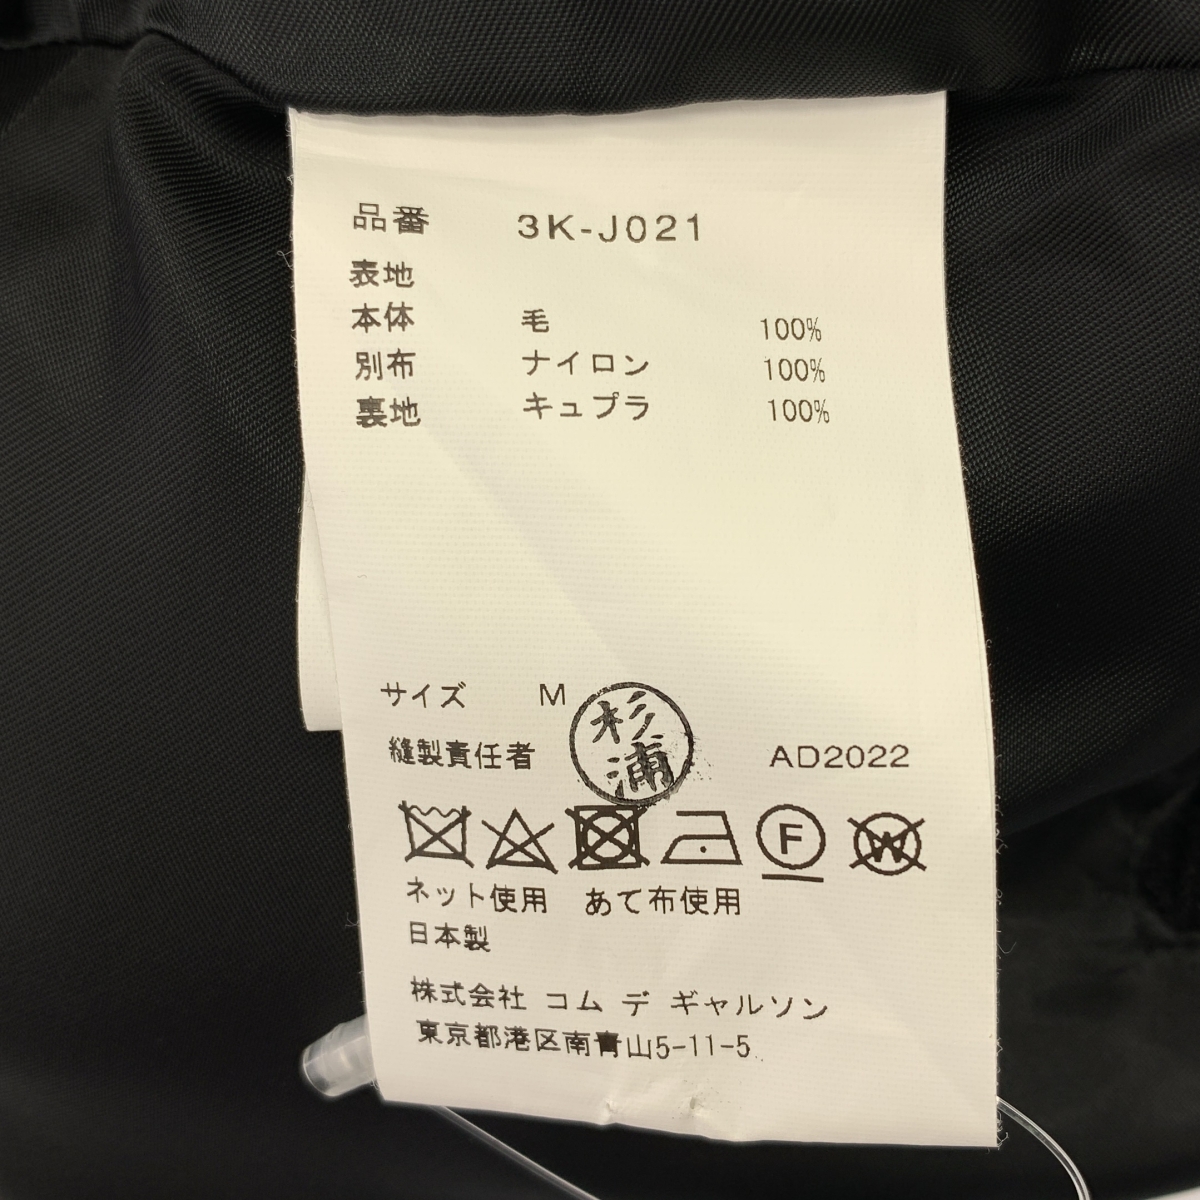 品番 3K-J021
表地
本体 毛 100%
別布 ナイロン 100%
裏地 キュプラ 100%
サイズ M
杉浦
縫製責任者 AD2022
F W
ネット使用 あて布使用
日本製
株式会社 コム デ ギャルソン
東京都港区南青山5-11-5